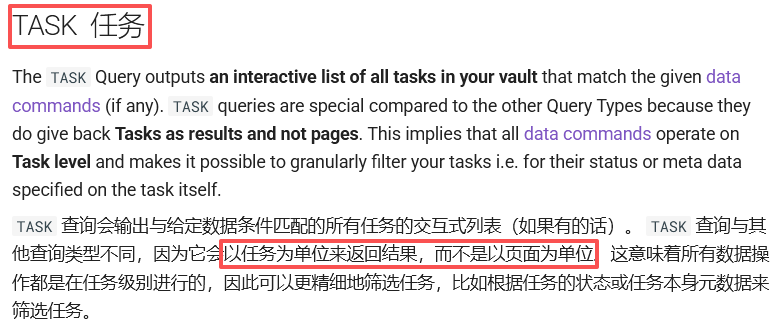 TASK 任务
The TASK Query outputs an interactive list of all tasks in your vault that match the given data
commands (if any). TASK queries are special compared to the other Query Types because they
do give back Tasks as results and not pages. This implies that all data commands operate on
Task level and makes it possible to granularly filter your tasks i.e. for their status or meta data
specified on the task itself.
TASK 查询会输出与给定数据条件匹配的所有任务的交互式列表（如果有的话）。 TASK 查询与其
他查询类型不同，因为它会以任务为单位来返回结果，而不是以页面为单位。这意味着所有数据操
作都是在任务级别进行的，因此可以更精细地筛选任务，比如根据任务的状态或任务本身元数据来
筛选任务。